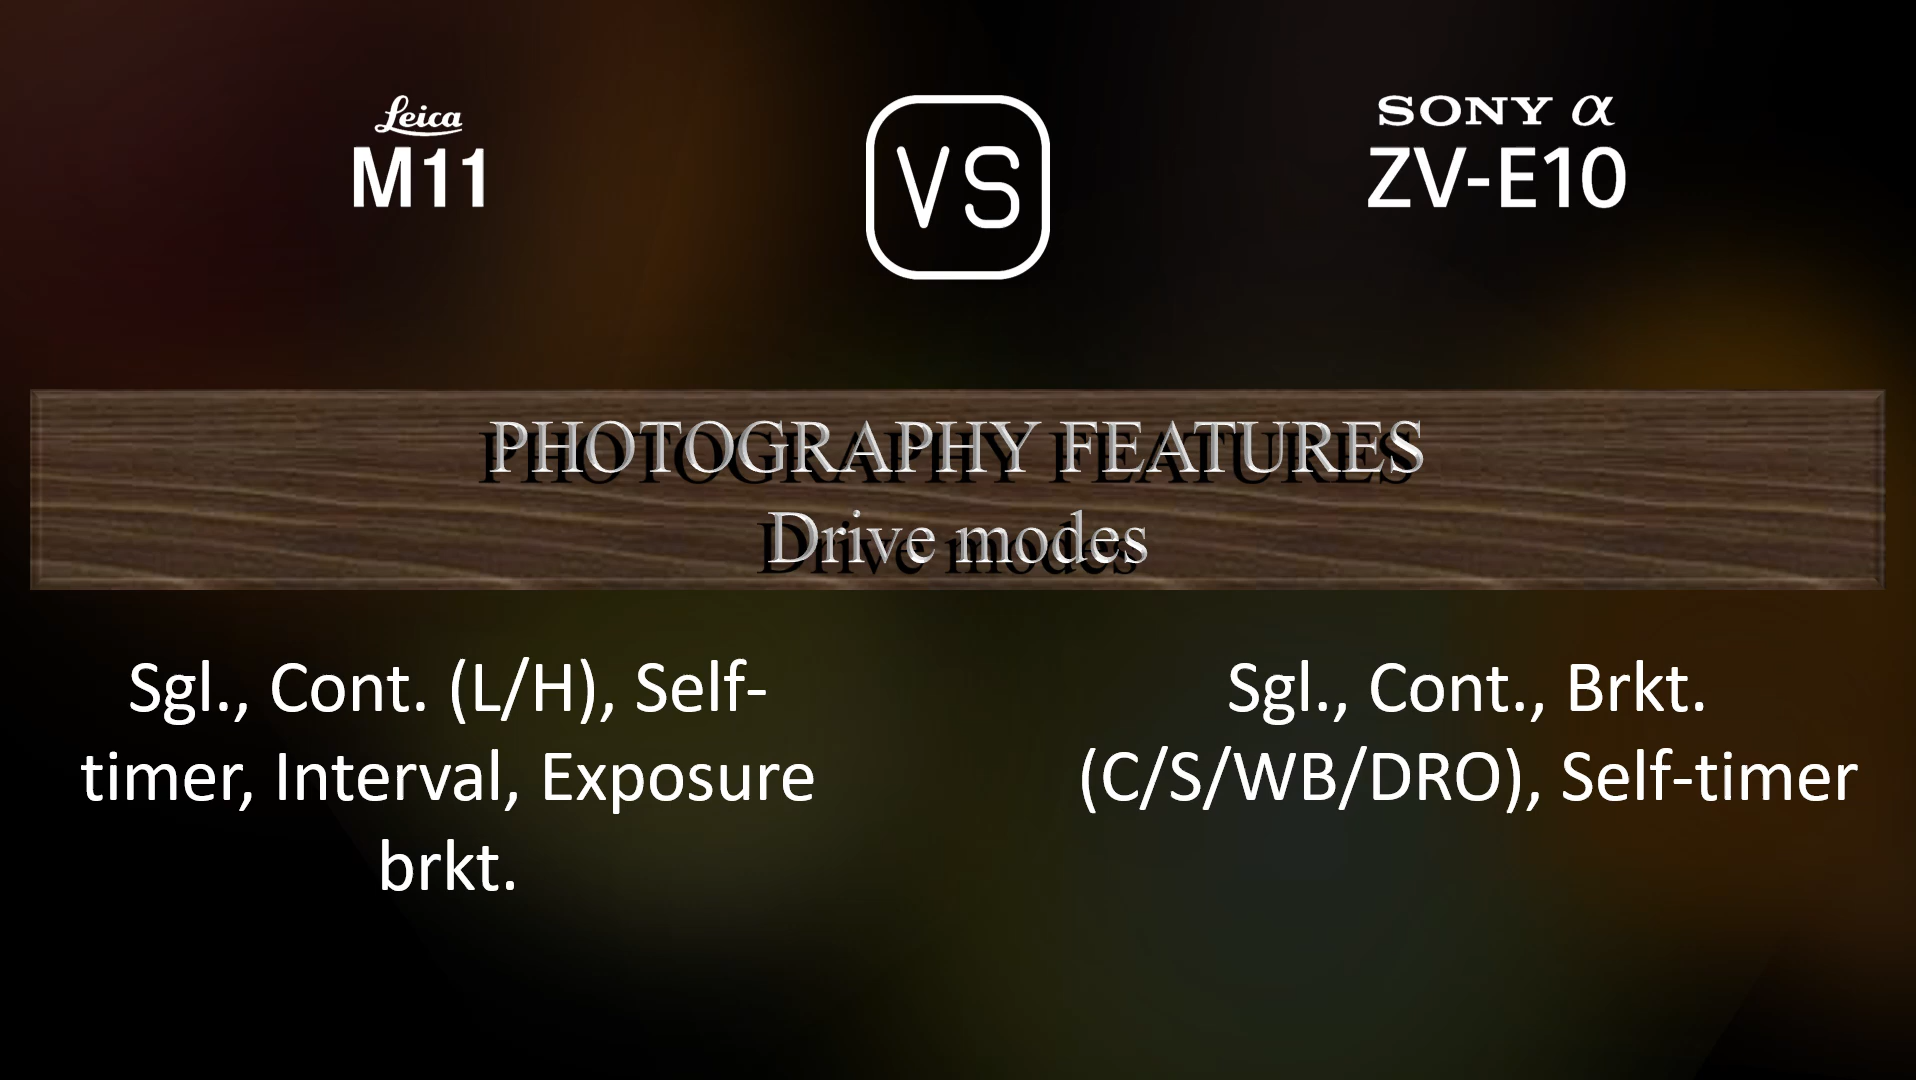 Leica
M11
VS
SONY α
ZV-E10
PHOTOGRAPHY FEATURES
Drive modes
Sgl., Cont. (L/H), Self-
timer, Interval, Exposure
brkt.
Sgl., Cont., Brkt.
(C/S/WB/DRO), Self-timer